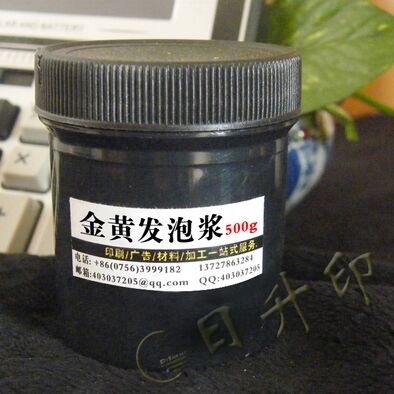 金黄发泡浆500g
印刷/广告/材料/加工一站式服务.
电话: +86(0756)3999182 13727863284
邮箱:403037205@qq.com QQ:403037205
日升印